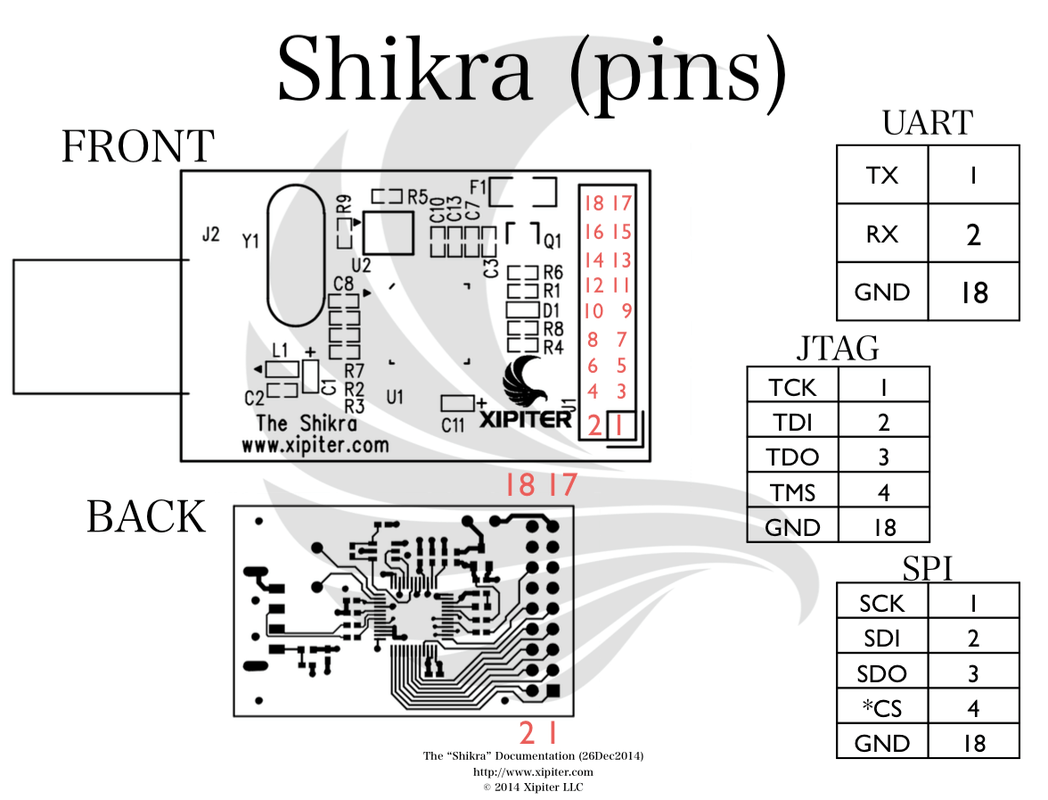 Shikra (pins)
FRONT
J2
Y1
R9
R5
U2
C10
C13
C7
C3
F1
Q1
R6
R1
D1
R8
R4
C8
L1
+
C1
C2
R7
R2
R3
U1
C11
+
XIPITER
J1
The Shikra
www.xipiter.com
18 17
16 15
14 13
12 11
10 9
8 7
6 5
4 3
2 1
BACK
18 17
2 1
UART
TX 1
RX 2
GND 18
JTAG
TCK 1
TDI 2
TDO 3
TMS 4
GND 18
SPI
SCK 1
SDI 2
SDO 3
*CS 4
GND 18
The “Shikra” Documentation (26Dec2014)
http://www.xipiter.com
© 2014 Xipiter LLC